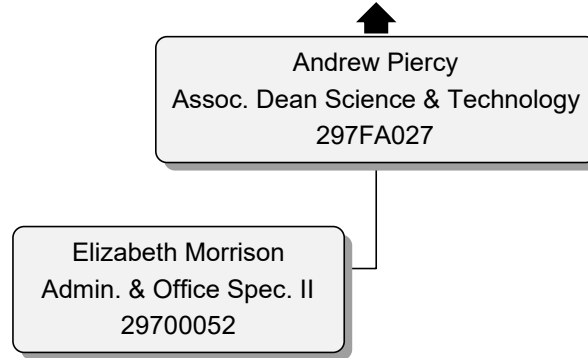 Andrew Piercy
Assoc. Dean Science & Technology
297FA027
Elizabeth Morrison
Admin. & Office Spec. II
29700052